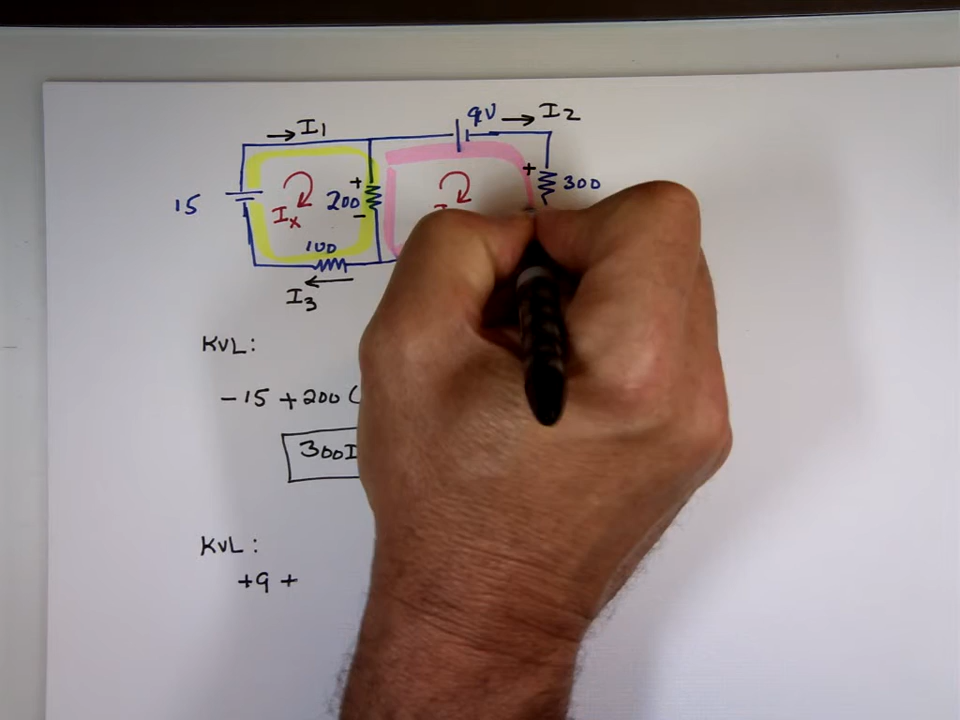 9V → I2
→ I1
+ 300
15 Ix 200 + -
100
← I3
KVL:
-15 + 200 (
300I
KVL:
+9 +